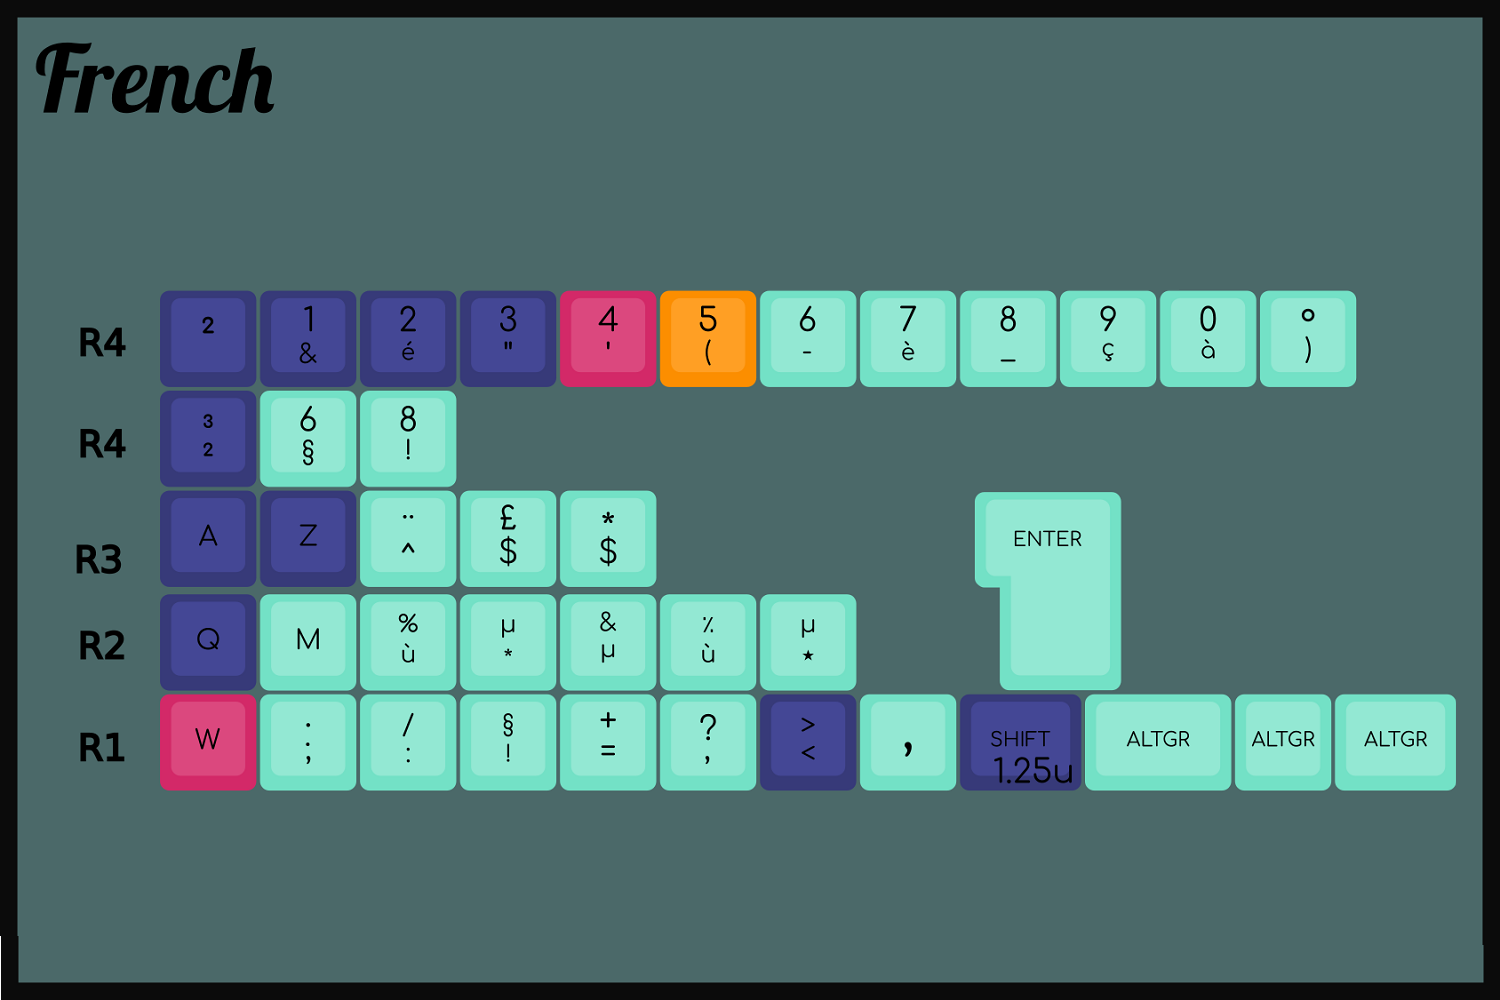 French
R4
² 1 2 3 4 5 6 7 8 9 0 °
& é " ' ( - è _ ç à )
R4
3 6 8
2 § !
R3
A Z ¨ £ * ENTER
^ $ $
R2
Q M % µ & ⁒ µ
ù * µ ù ★
R1
W . / § + ? > , SHIFT ALTGR ALTGR ALTGR
; : ! = , < 1.25u